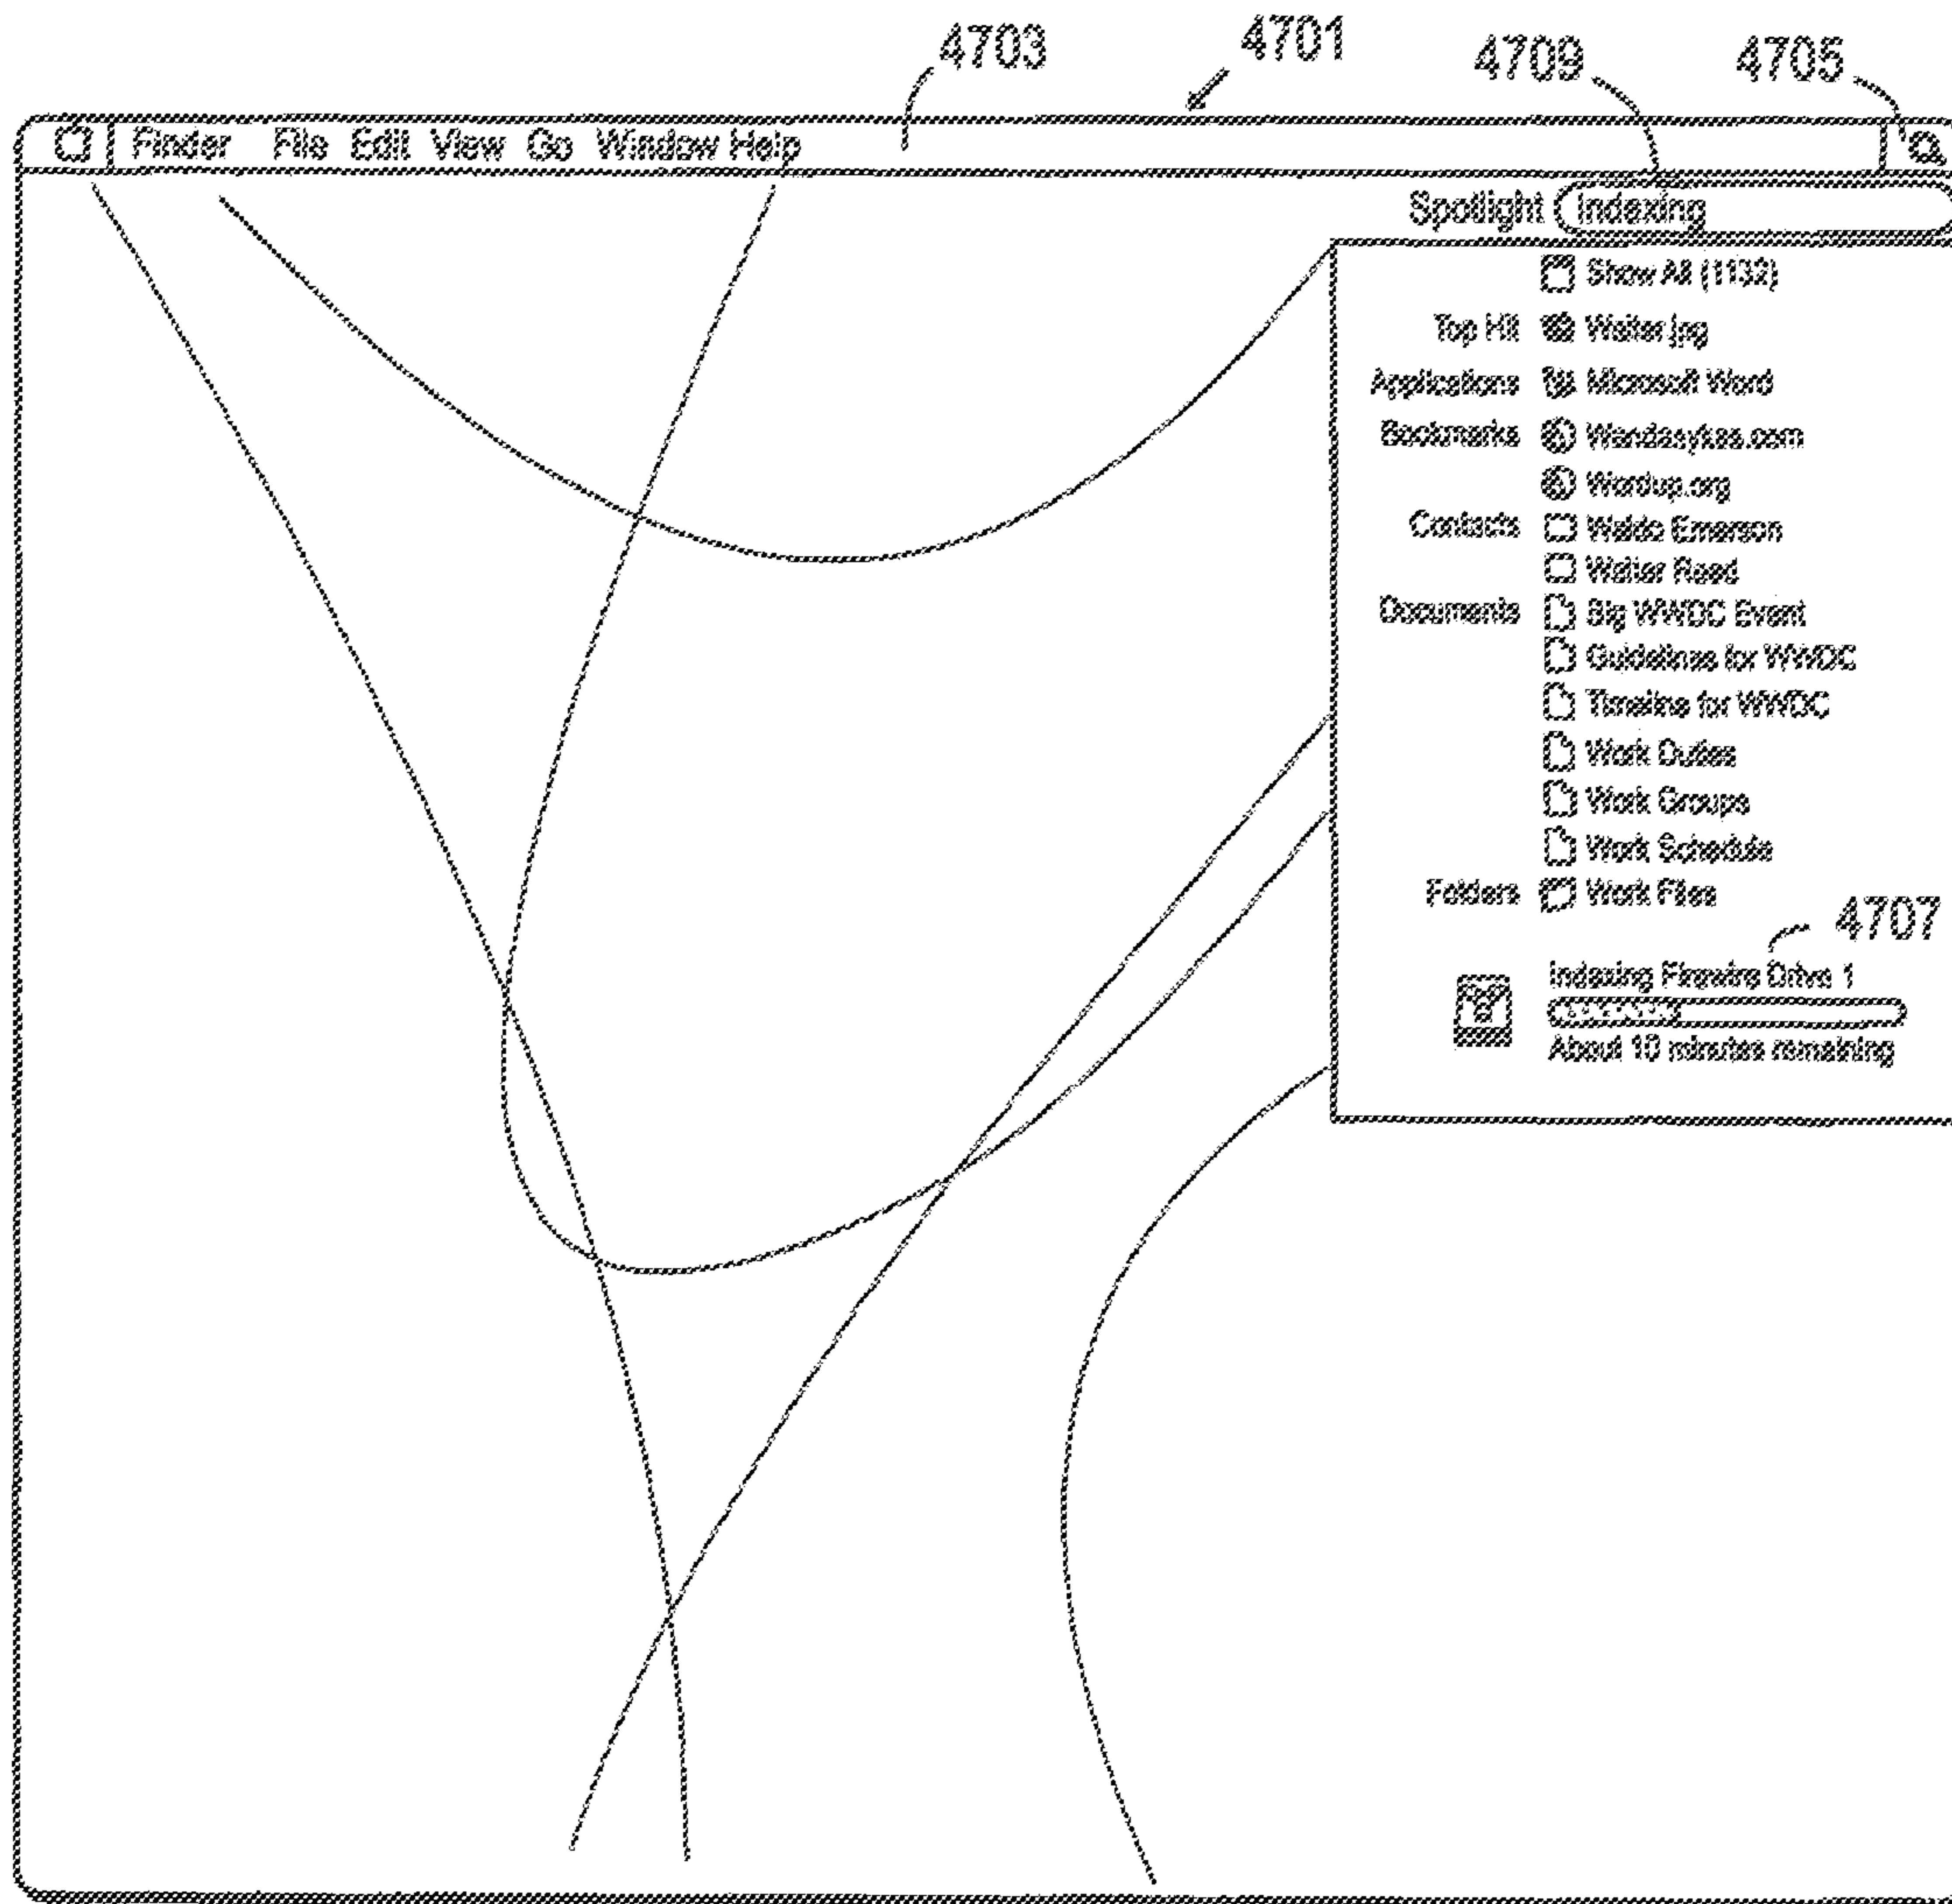 4703 4701 4709 4705
Finder File Edit View Go Window Help
Spotlight indexing
Show All (1132)
Top Hit Walter.jpg
Applications Microsoft Word
Bookmarks Wandasykes.com
Wordup.org
Contacts Waldo Emerson
Walter Reed
Documents Big WWDC Event
Guidelines for WWDC
Timeline for WWDC
Work Duties
Work Groups
Work Schedule
Folders Work Files
4707
Indexing Firewire Drive 1
About 10 minutes remaining